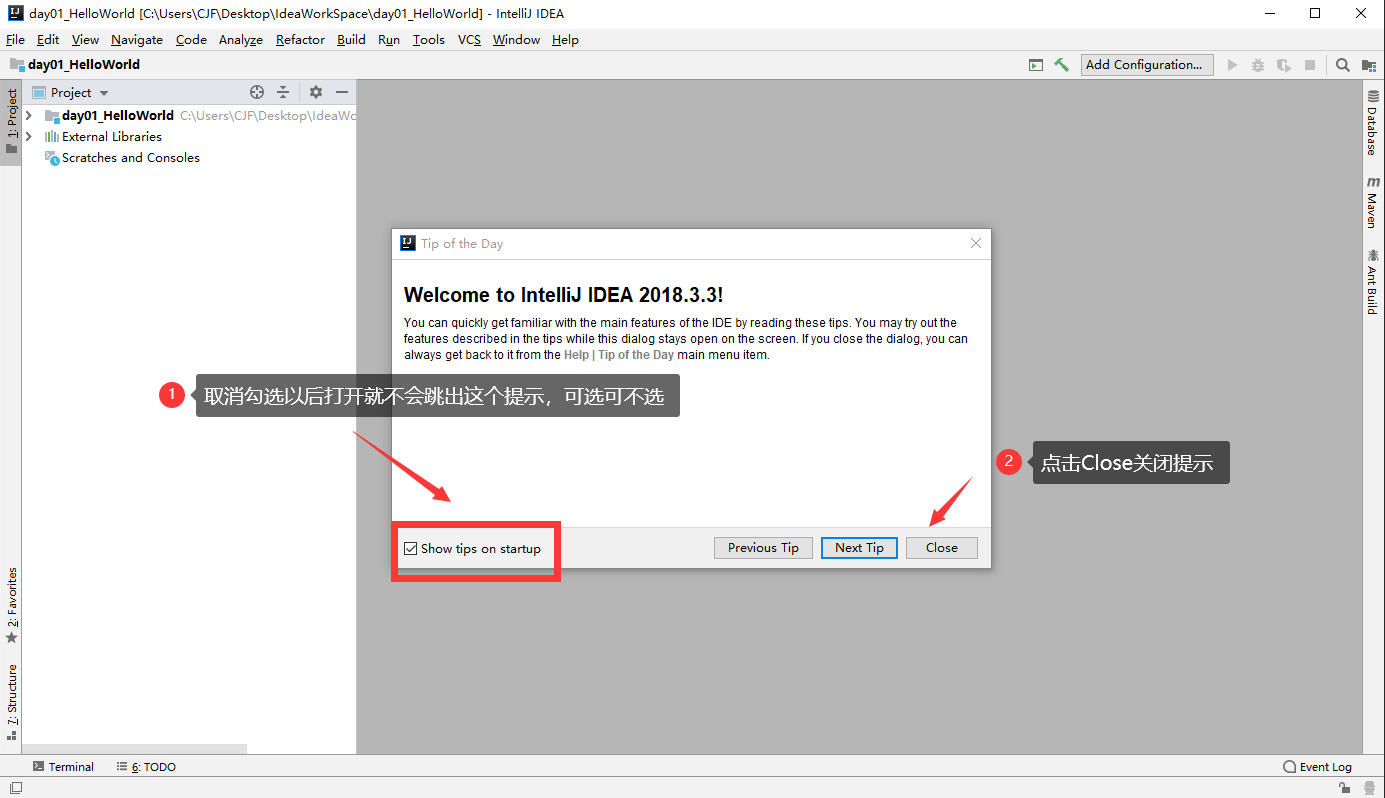 day01_HelloWorld [C:\Users\CJF\Desktop\IdeaWorkSpace\day01_HelloWorld] - IntelliJ IDEA
File Edit View Navigate Code Analyze Refactor Build Run Tools VCS Window Help
day01_HelloWorld
Add Configuration...
1: Project
Project
day01_HelloWorld C:\Users\CJF\Desktop\IdeaWo
External Libraries
Scratches and Consoles
Database
Maven
Ant Build
Tip of the Day
Welcome to IntelliJ IDEA 2018.3.3!
You can quickly get familiar with the main features of the IDE by reading these tips. You may try out the
features described in the tips while this dialog stays open on the screen. If you close the dialog, you can
always get back to it from the Help | Tip of the Day main menu item.
1 取消勾选以后打开就不会跳出这个提示，可选可不选
2 点击Close关闭提示
Show tips on startup
Previous Tip Next Tip Close
2: Favorites
7: Structure
Terminal 6: TODO Event Log